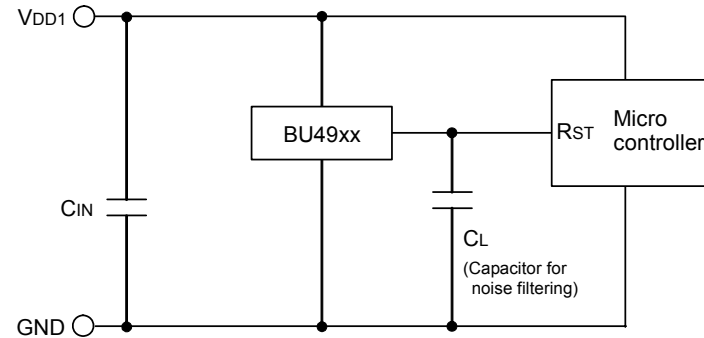 VDD1
BU49xx
RST
Micro
controller
CIN
CL
(Capacitor for
noise filtering)
GND